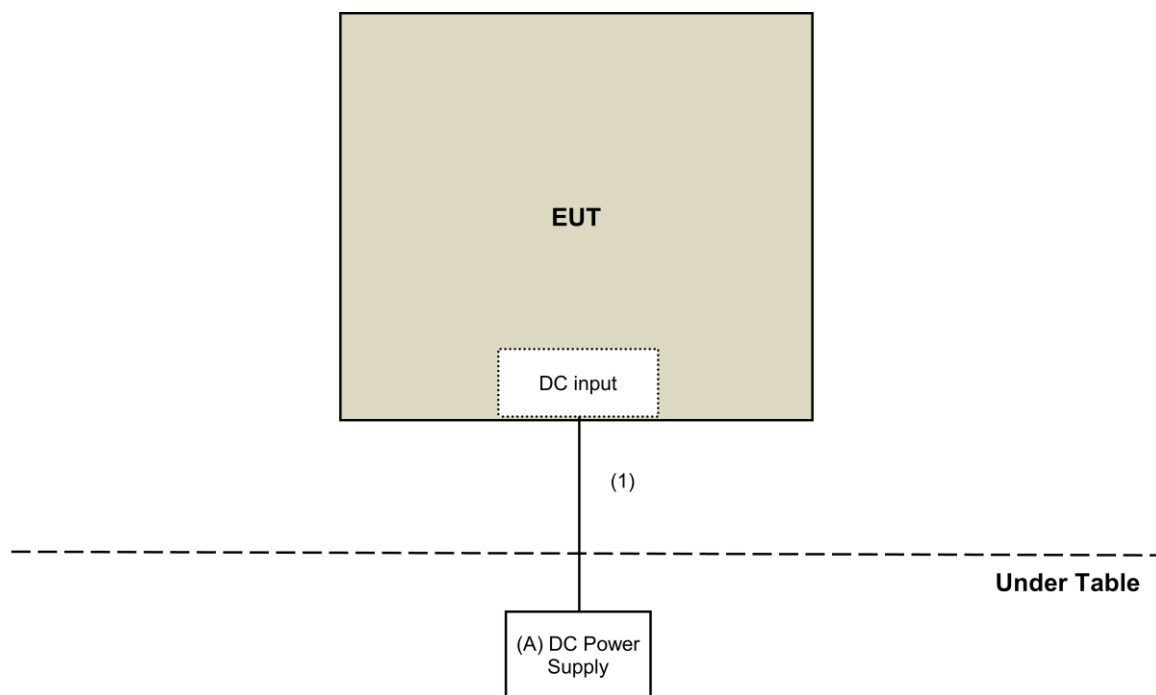 EUT
DC input
(1)
Under Table
(A) DC Power
Supply